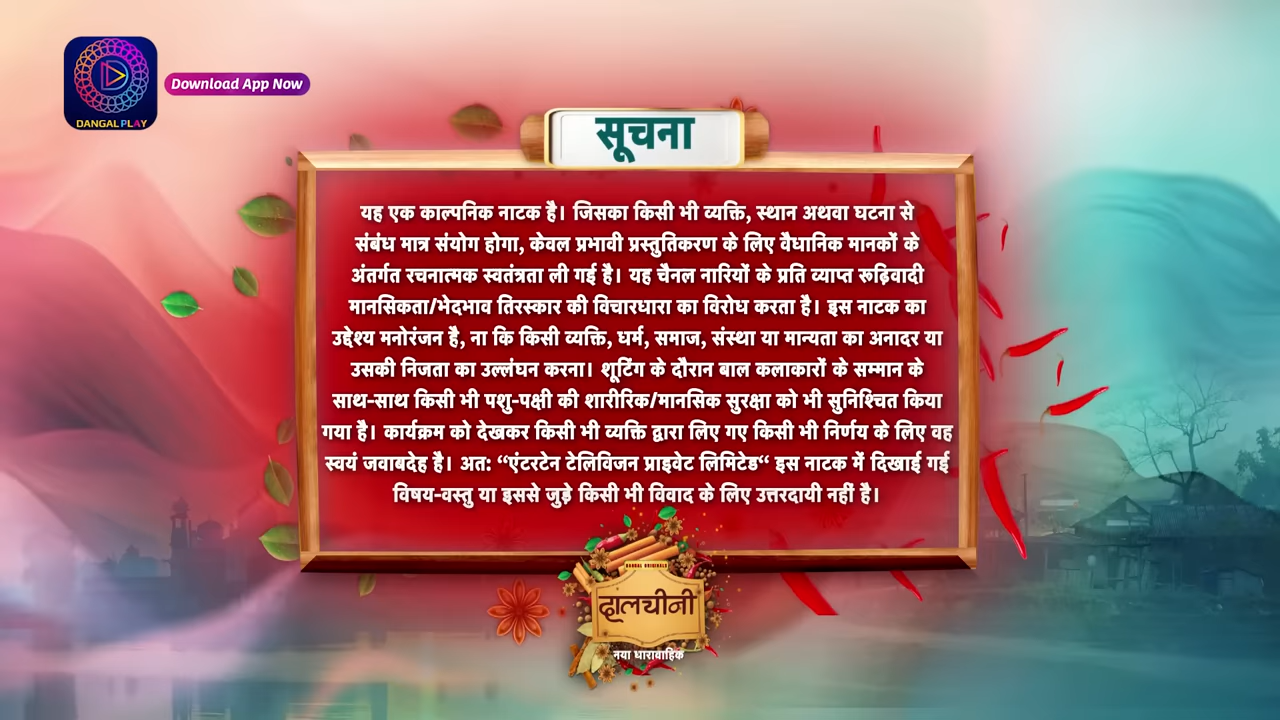 DANGAL PLAY
Download App Now
सूचना
यह एक काल्पनिक नाटक है। जिसका किसी भी व्यक्ति, स्थान अथवा घटना से
संबंध मात्र संयोग होगा, केवल प्रभावी प्रस्तुतिकरण के लिए वैधानिक मानकों के
अंतर्गत रचनात्मक स्वतंत्रता ली गई है। यह चैनल नारियों के प्रति व्याप्त रूढ़िवादी
मानसिकता/भेदभाव तिरस्कार की विचारधारा का विरोध करता है। इस नाटक का
उद्देश्य मनोरंजन है, ना कि किसी व्यक्ति, धर्म, समाज, संस्था या मान्यता का अनादर या
उसकी निजता का उल्लंघन करना। शूटिंग के दौरान बाल कलाकारों के सम्मान के
साथ-साथ किसी भी पशु-पक्षी की शारीरिक/मानसिक सुरक्षा को भी सुनिश्चित किया
गया है। कार्यक्रम को देखकर किसी भी व्यक्ति द्वारा लिए गए किसी भी निर्णय के लिए वह
स्वयं जवाबदेह है। अत: “एंटरटेन टेलिविजन प्राइवेट लिमिटेड“ इस नाटक में दिखाई गई
विषय-वस्तु या इससे जुड़े किसी भी विवाद के लिए उत्तरदायी नहीं है।
DANGAL ORIGINALS
दालचीनी
नया धारावाहिक